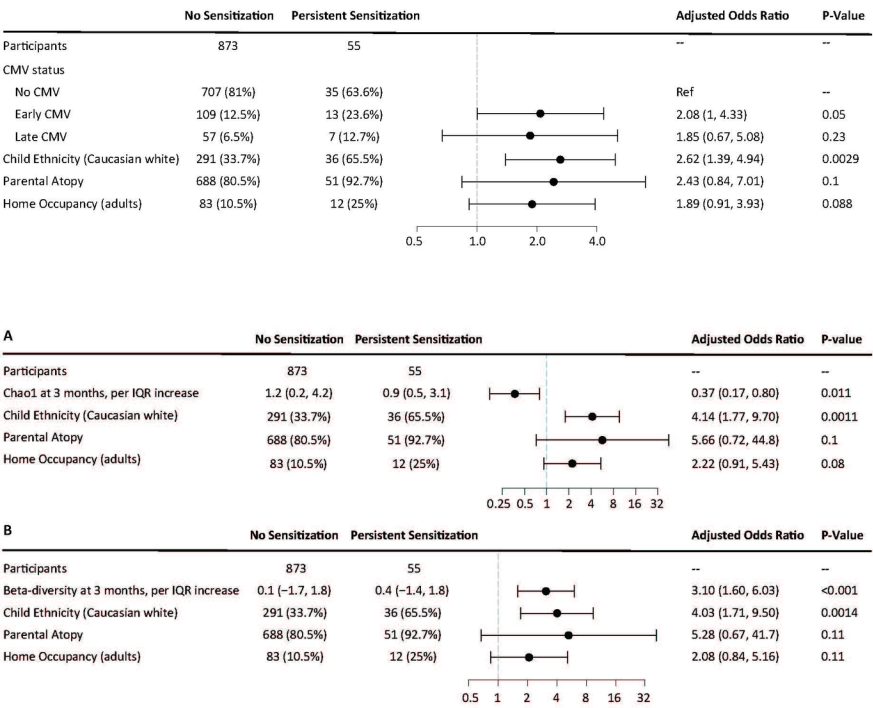 No Sensitization Persistent Sensitization Adjusted Odds Ratio P-Value
Participants 873 55 -- --
CMV status
No CMV 707 (81%) 35 (63.6%) Ref --
Early CMV 109 (12.5%) 13 (23.6%) 2.08 (1, 4.33) 0.05
Late CMV 57 (6.5%) 7 (12.7%) 1.85 (0.67, 5.08) 0.23
Child Ethnicity (Caucasian white) 291 (33.7%) 36 (65.5%) 2.62 (1.39, 4.94) 0.0029
Parental Atopy 688 (80.5%) 51 (92.7%) 2.43 (0.84, 7.01) 0.1
Home Occupancy (adults) 83 (10.5%) 12 (25%) 1.89 (0.91, 3.93) 0.088
0.5 1.0 2.0 4.0
A
No Sensitization Persistent Sensitization Adjusted Odds Ratio P-value
Participants 873 55 -- --
Chao1 at 3 months, per IQR increase 1.2 (0.2, 4.2) 0.9 (0.5, 3.1) 0.37 (0.17, 0.80) 0.011
Child Ethnicity (Caucasian white) 291 (33.7%) 36 (65.5%) 4.14 (1.77, 9.70) 0.0011
Parental Atopy 688 (80.5%) 51 (92.7%) 5.66 (0.72, 44.8) 0.1
Home Occupancy (adults) 83 (10.5%) 12 (25%) 2.22 (0.91, 5.43) 0.08
0.25 0.5 1 2 4 8 16 32
B
No Sensitization Persistent Sensitization Adjusted Odds Ratio P-Value
Participants 873 55 -- --
Beta-diversity at 3 months, per IQR increase 0.1 (−1.7, 1.8) 0.4 (−1.4, 1.8) 3.10 (1.60, 6.03) <0.001
Child Ethnicity (Caucasian white) 291 (33.7%) 36 (65.5%) 4.03 (1.71, 9.50) 0.0014
Parental Atopy 688 (80.5%) 51 (92.7%) 5.28 (0.67, 41.7) 0.11
Home Occupancy (adults) 83 (10.5%) 12 (25%) 2.08 (0.84, 5.16) 0.11
0.5 1 2 4 8 16 32